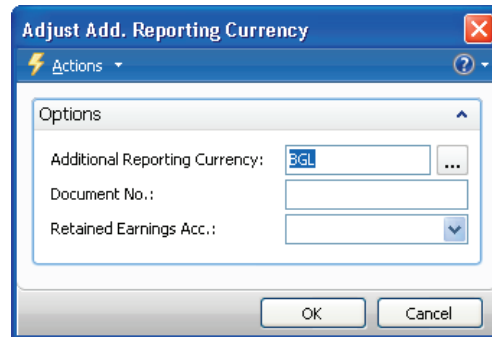 Adjust Add. Reporting Currency
Actions
Options
Additional Reporting Currency: BGL ...
Document No.:
Retained Earnings Acc.:
OK Cancel